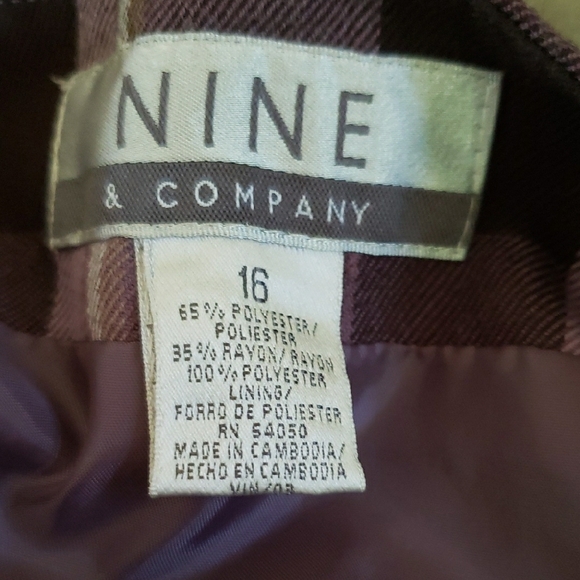 NINE
& COMPANY
16
65% POLYESTER/
POLIESTER
35% RAYON/ RAYON
100% POLYESTER
LINING/
FORRO DE POLIESTER
RN 54050
MADE IN CAMBODIA/
HECHO EN CAMBODIA